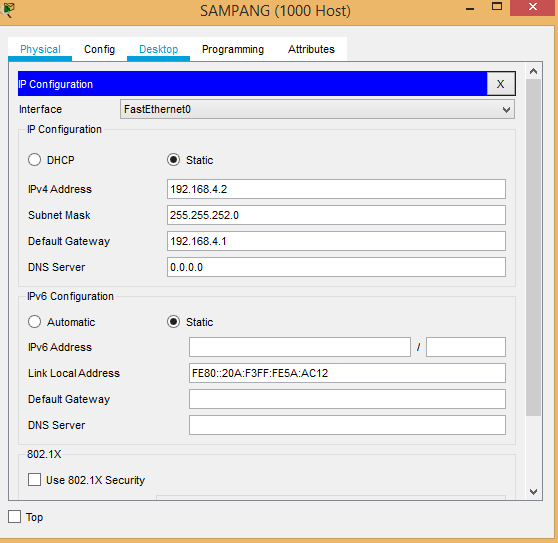 SAMPANG (1000 Host)
Physical Config Desktop Programming Attributes
IP Configuration X
Interface FastEthernet0
IP Configuration
DHCP Static
IPv4 Address 192.168.4.2
Subnet Mask 255.255.252.0
Default Gateway 192.168.4.1
DNS Server 0.0.0.0
IPv6 Configuration
Automatic Static
IPv6 Address /
Link Local Address FE80::20A:F3FF:FE5A:AC12
Default Gateway
DNS Server
802.1X
Use 802.1X Security
Top